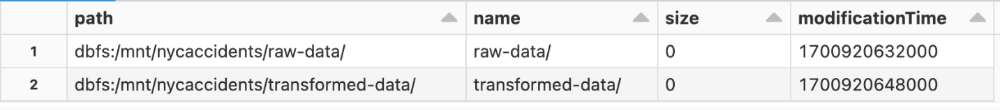 path name size modificationTime
1 dbfs:/mnt/nycaccidents/raw-data/ raw-data/ 0 1700920632000
2 dbfs:/mnt/nycaccidents/transformed-data/ transformed-data/ 0 1700920648000